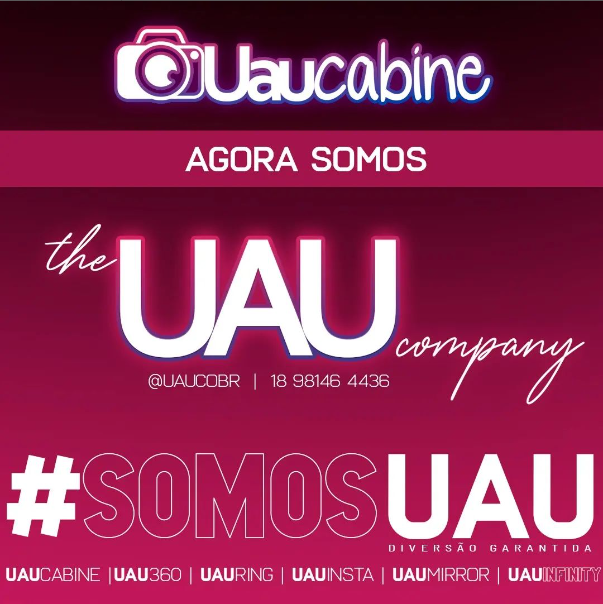 Uaucabine
AGORA SOMOS
the UAU company
@UAUCOBR | 18 98146 4436
#SOMOSUAU
DIVERSÃO GARANTIDA
UAUCABINE |UAU360 | UAURING | UAUINSTA | UAUMIRROR | UAUINFINITY